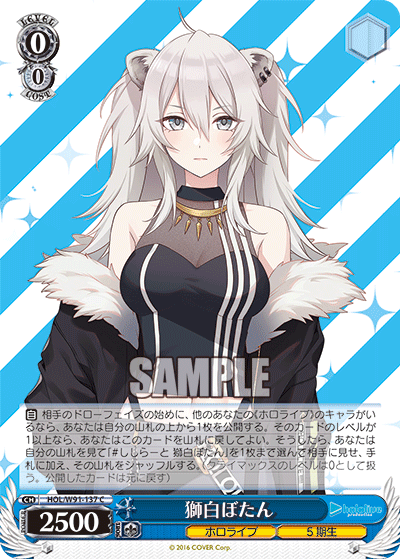 LEVEL
0
0
COST
SAMPLE
自 相手のドローフェイズの始めに、他のあなたの《ホロライブ》のキャラがい
るなら、あなたは自分の山札の上から1枚を公開する。そのカードのレベルが
1以上なら、あなたはこのカードを山札に戻してよい。そうしたら、あなたは
自分の山札を見て「#ししらーと 獅白ぼたん」を1枚まで選んで相手に見せ、手
札に加え、その山札をシャッフルする。（クライマックスのレベルは0として扱
う。公開したカードは元に戻す）
CH HOL/W91-137 C
2500
獅白ぼたん
hololive
production
ホロライブ
5期生
© 2016 COVER Corp.